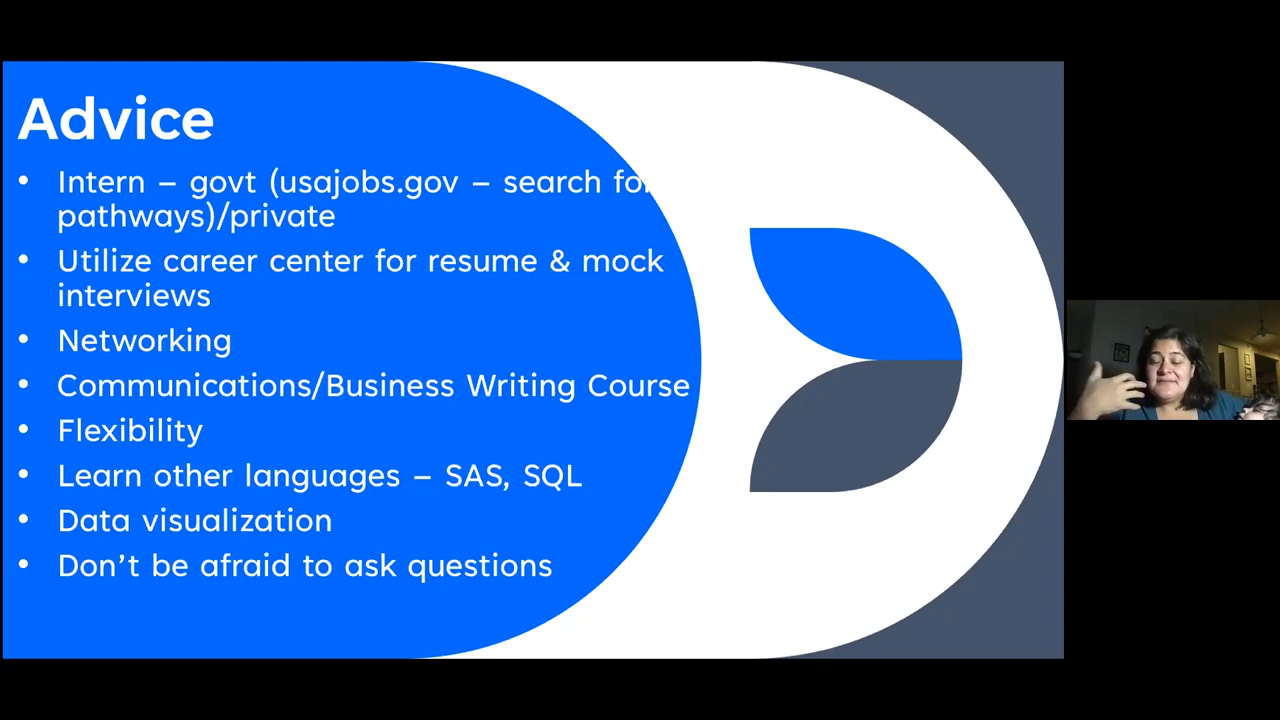 Advice
• Intern – govt (usajobs.gov – search for
pathways)/private
• Utilize career center for resume & mock
interviews
• Networking
• Communications/Business Writing Course
• Flexibility
• Learn other languages – SAS, SQL
• Data visualization
• Don’t be afraid to ask questions